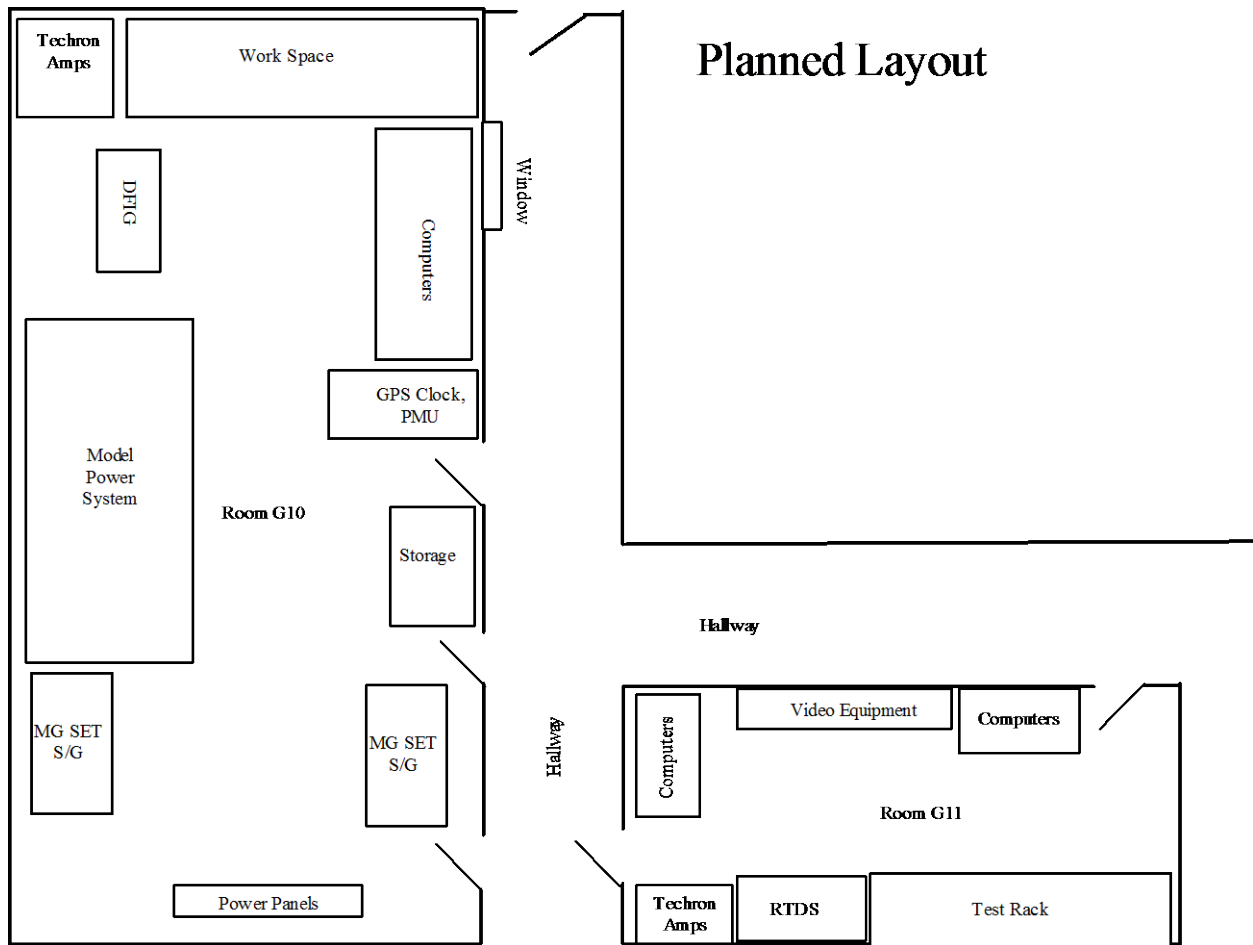 Planned Layout
Techron
Amps
Work Space
DFIG
Computers
Window
GPS Clock,
PMU
Model
Power
System
Room G10
Storage
Hallway
MG SET
S/G
MG SET
S/G
Hallway
Computers
Video Equipment
Computers
Room G11
Power Panels
Techron
Amps
RTDS
Test Rack